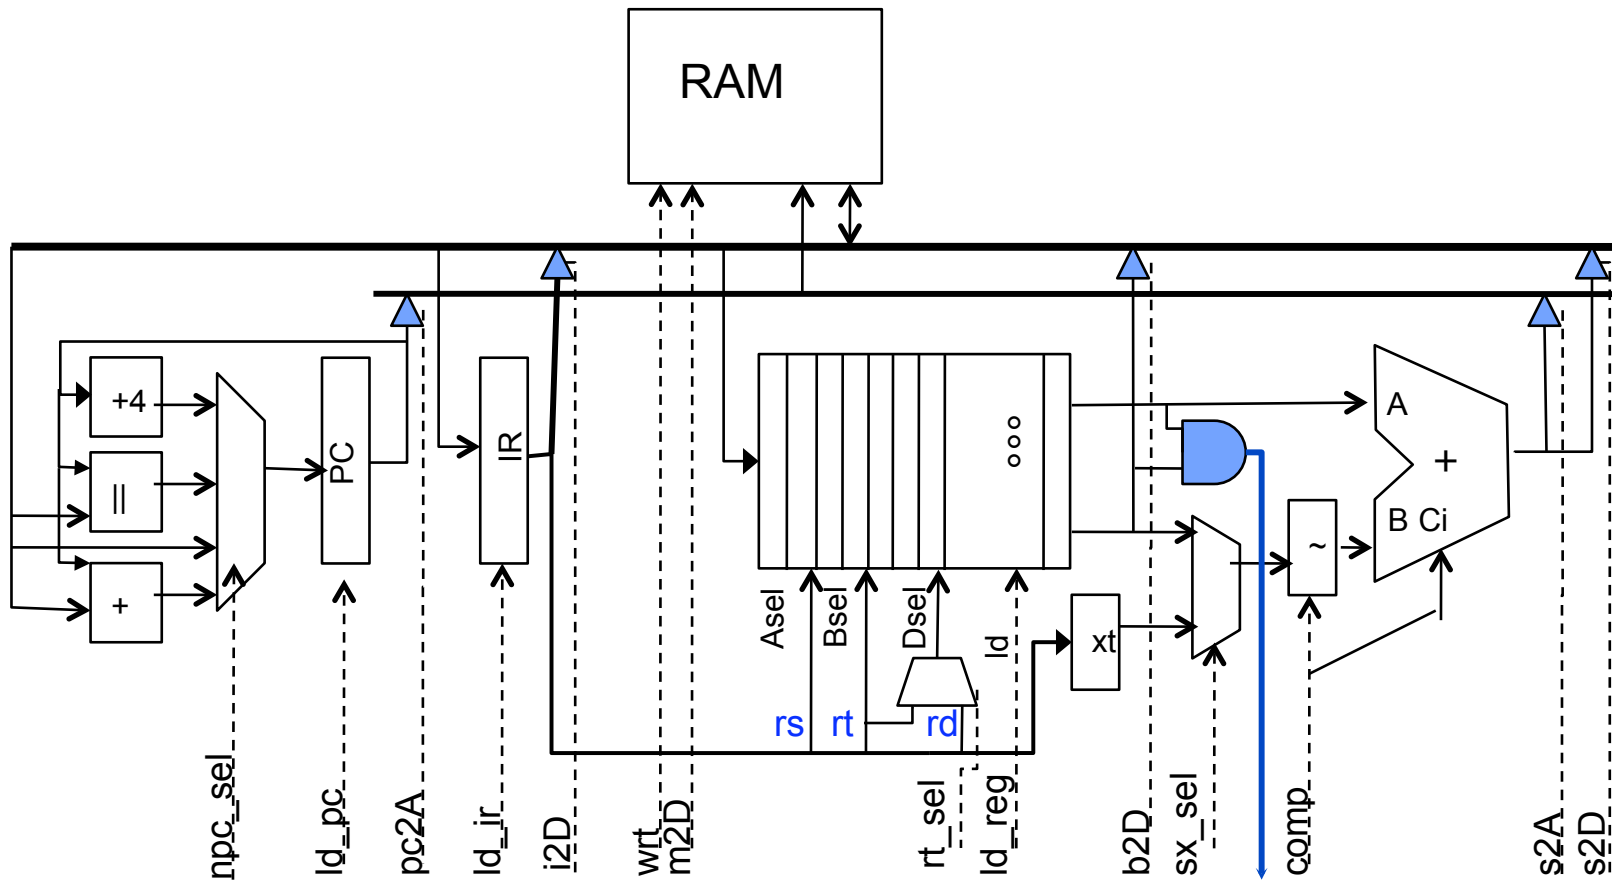 RAM
+4
||
+
PC
IR
ooo
A
+
B Ci
~
xt
Asel
Bsel
Dsel
ld
rs
rt
rd
npc_sel
ld_pc
pc2A
ld_ir
i2D
wrt
m2D
rt_sel
ld_reg
b2D
sx_sel
comp
s2A
s2D